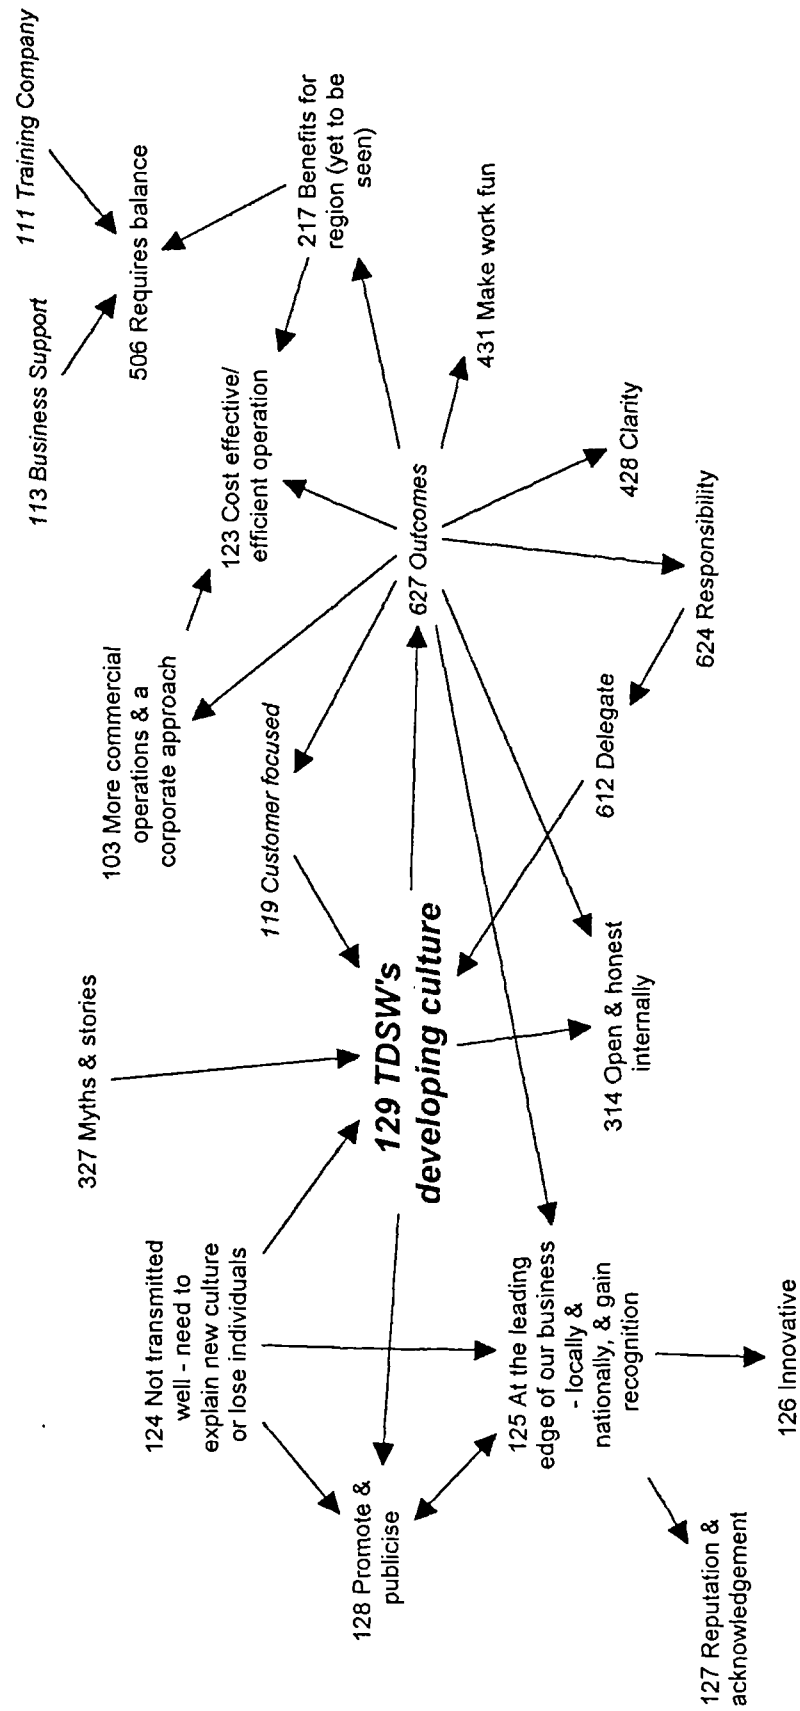 113 Business Support
111 Training Company
327 Myths & stories
103 More commercial
operations & a
corporate approach
506 Requires balance
124 Not transmitted
well - need to
explain new culture
or lose individuals
119 Customer focused
123 Cost effective/
efficient operation
217 Benefits for
region (yet to be
seen)
128 Promote &
publicise
129 TDSW's
developing culture
627 Outcomes
431 Make work fun
125 At the leading
edge of our business
- locally &
nationally, & gain
recognition
314 Open & honest
internally
612 Delegate
428 Clarity
624 Responsibility
127 Reputation &
acknowledgement
126 Innovative